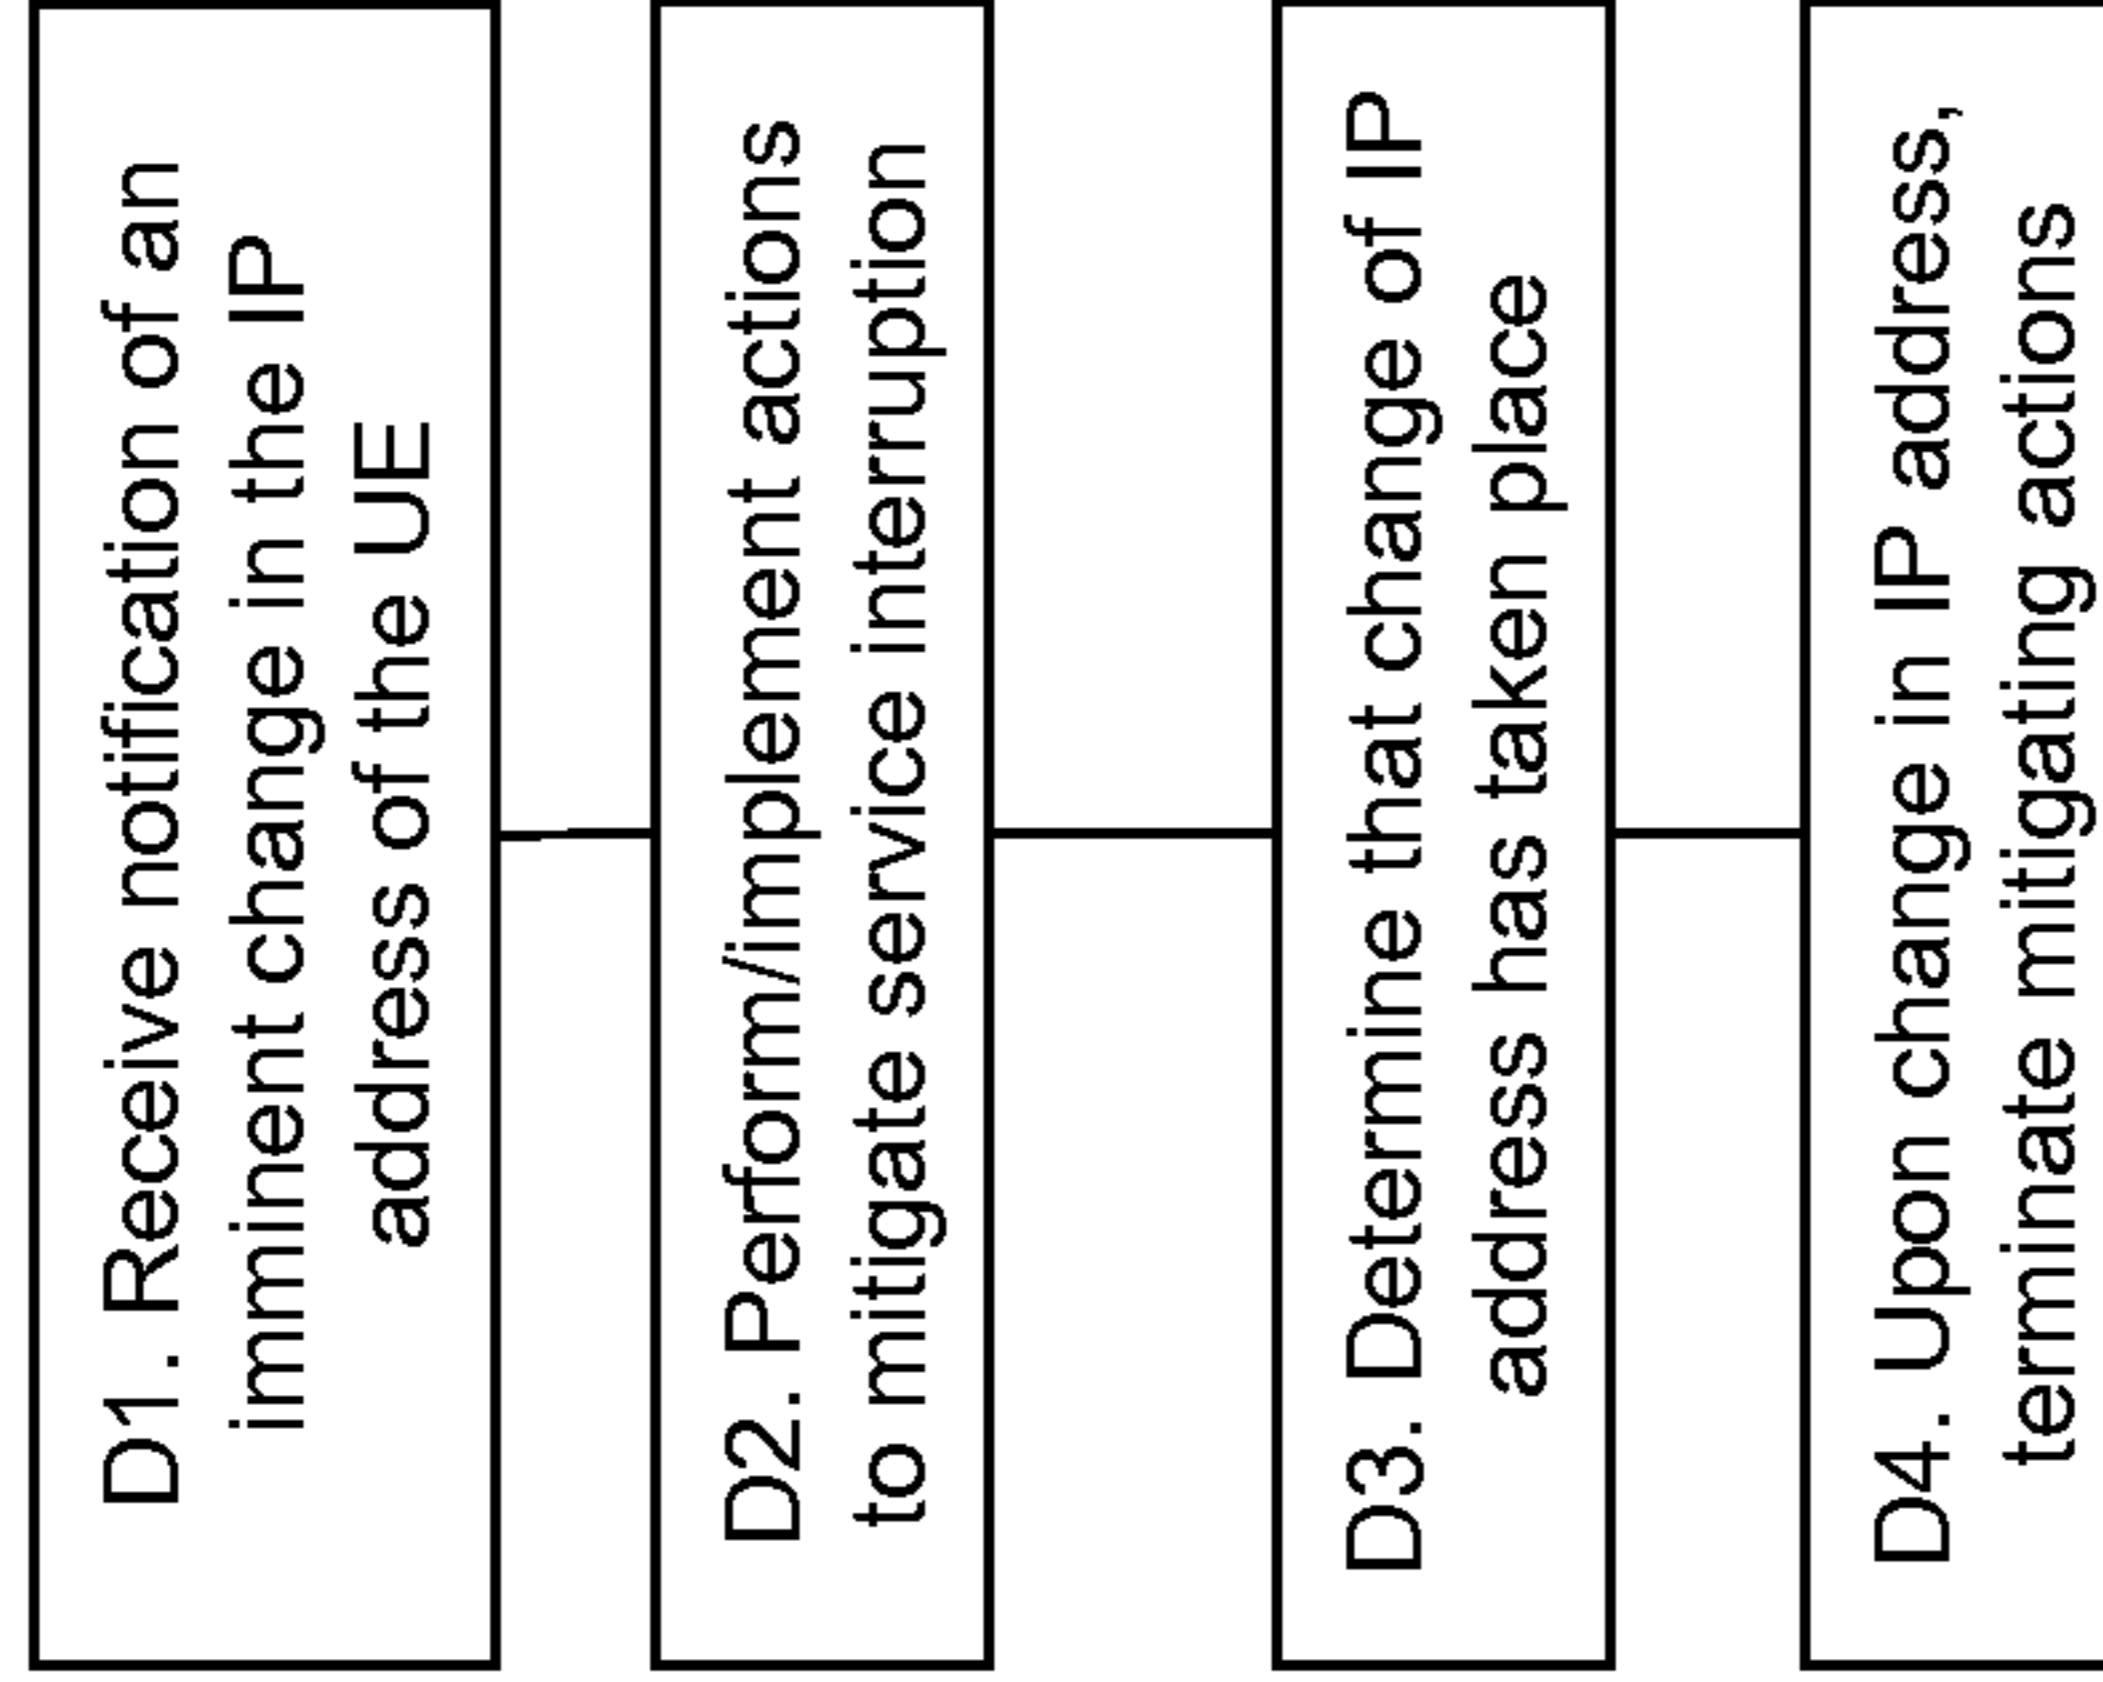 D1. Receive notification of an
imminent change in the IP
address of the UE
D2. Perform/implement actions
to mitigate service interruption
D3. Determine that change of IP
address has taken place
D4. Upon change in IP address,
terminate mitigating actions